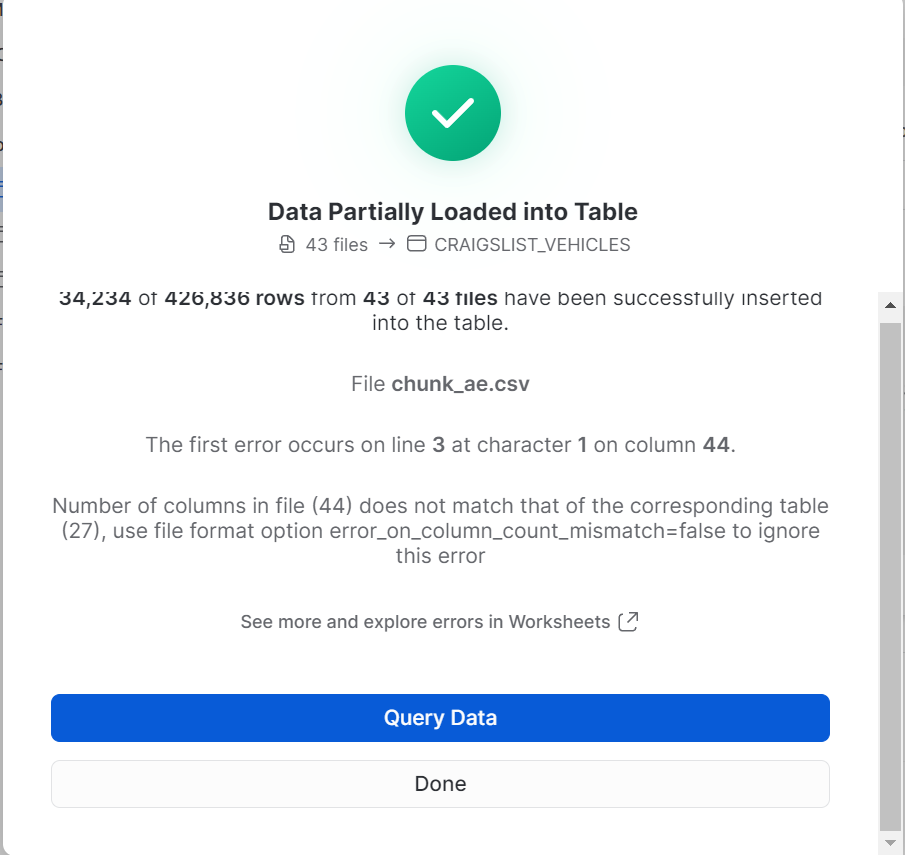 Data Partially Loaded into Table
43 files → CRAIGSLIST_VEHICLES
34,234 of 426,836 rows from 43 of 43 files have been successfully inserted
into the table.
File chunk_ae.csv
The first error occurs on line 3 at character 1 on column 44.
Number of columns in file (44) does not match that of the corresponding table
(27), use file format option error_on_column_count_mismatch=false to ignore
this error
See more and explore errors in Worksheets
Query Data
Done